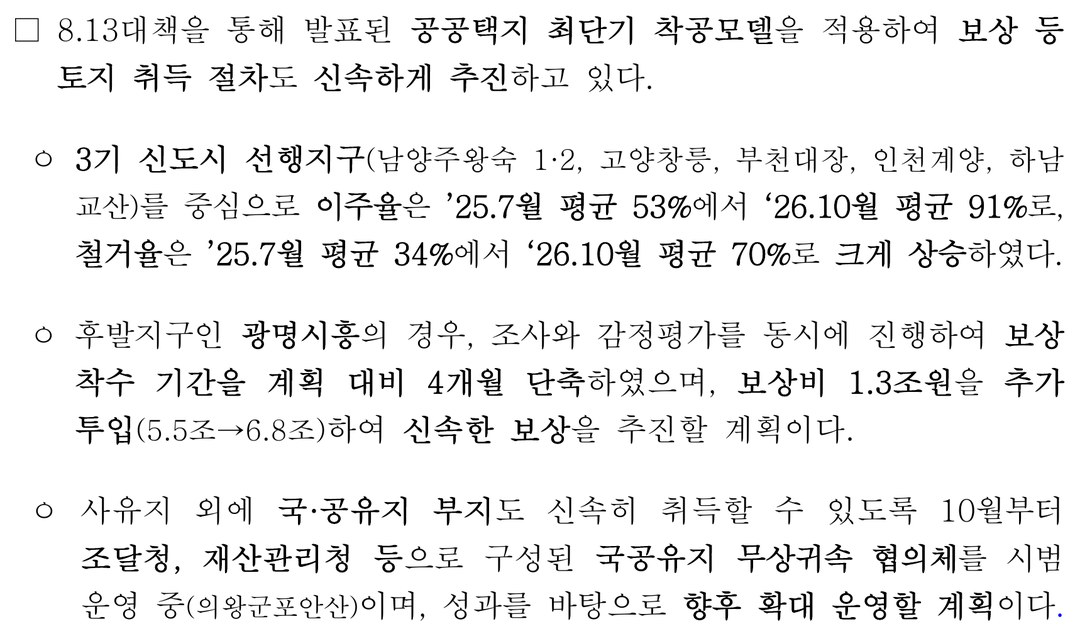 □ 8.13대책을 통해 발표된 공공택지 최단기 착공모델을 적용하여 보상 등
토지 취득 절차도 신속하게 추진하고 있다.
ㅇ 3기 신도시 선행지구(남양주왕숙 1·2, 고양창릉, 부천대장, 인천계양, 하남
교산)를 중심으로 이주율은 ’25.7월 평균 53%에서 ‘26.10월 평균 91%로,
철거율은 ’25.7월 평균 34%에서 ‘26.10월 평균 70%로 크게 상승하였다.
ㅇ 후발지구인 광명시흥의 경우, 조사와 감정평가를 동시에 진행하여 보상
착수 기간을 계획 대비 4개월 단축하였으며, 보상비 1.3조원을 추가
투입(5.5조→6.8조)하여 신속한 보상을 추진할 계획이다.
ㅇ 사유지 외에 국·공유지 부지도 신속히 취득할 수 있도록 10월부터
조달청, 재산관리청 등으로 구성된 국공유지 무상귀속 협의체를 시범
운영 중(의왕군포안산)이며, 성과를 바탕으로 향후 확대 운영할 계획이다.